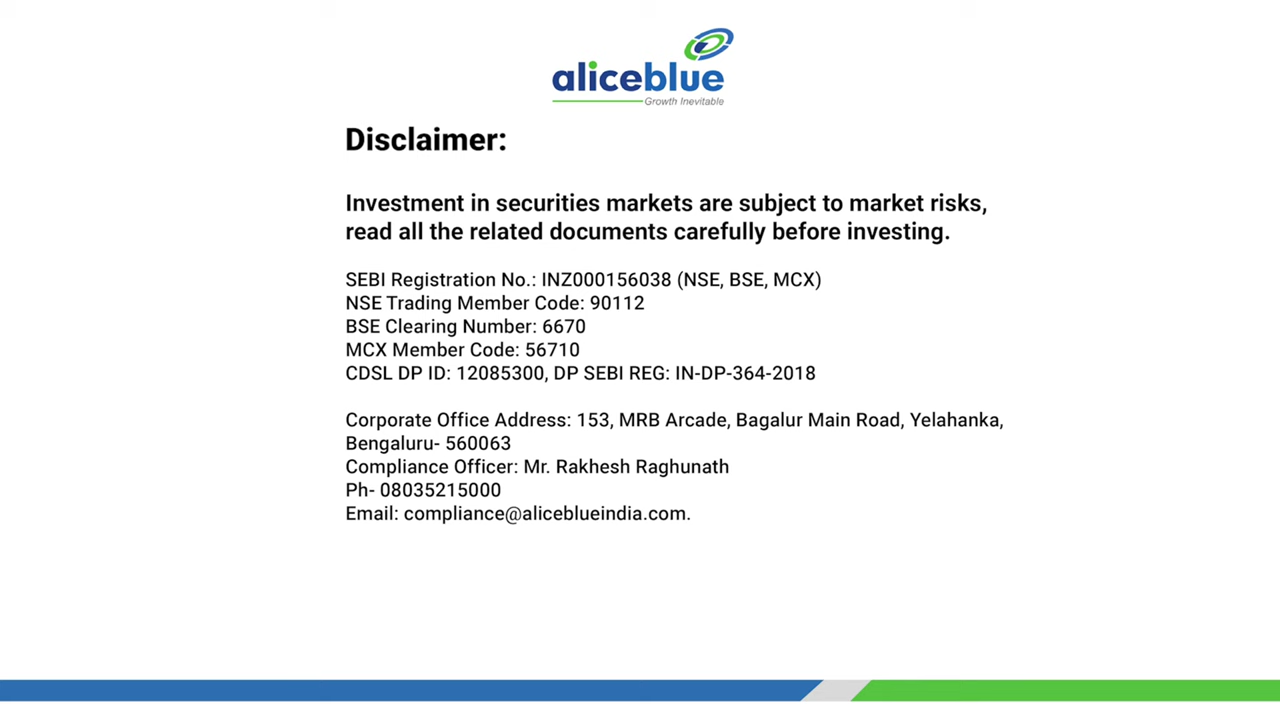 aliceblue
Growth Inevitable
Disclaimer:
Investment in securities markets are subject to market risks,
read all the related documents carefully before investing.
SEBI Registration No.: INZ000156038 (NSE, BSE, MCX)
NSE Trading Member Code: 90112
BSE Clearing Number: 6670
MCX Member Code: 56710
CDSL DP ID: 12085300, DP SEBI REG: IN-DP-364-2018
Corporate Office Address: 153, MRB Arcade, Bagalur Main Road, Yelahanka,
Bengaluru- 560063
Compliance Officer: Mr. Rakhesh Raghunath
Ph- 08035215000
Email: compliance@aliceblueindia.com.